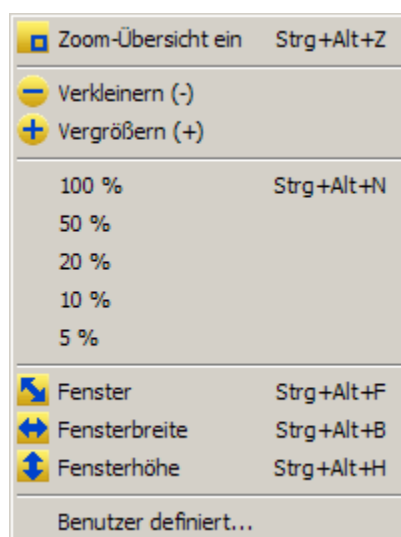 Zoom-Übersicht ein Strg+Alt+Z
Verkleinern (-)
Vergrößern (+)
100 % Strg+Alt+N
50 %
20 %
10 %
5 %
Fenster Strg+Alt+F
Fensterbreite Strg+Alt+B
Fensterhöhe Strg+Alt+H
Benutzer definiert...